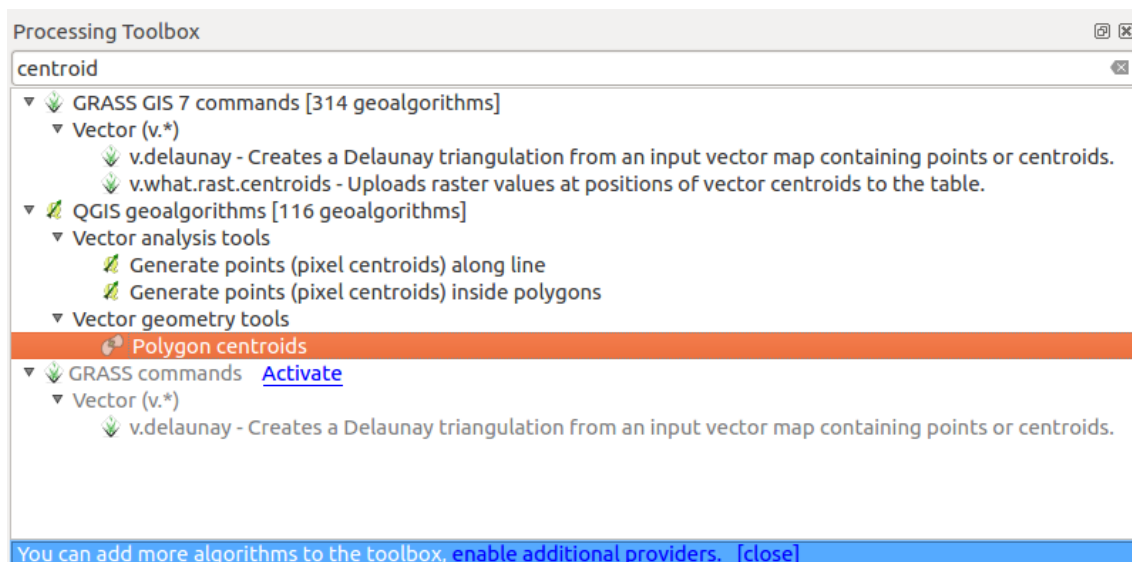 Processing Toolbox
centroid
GRASS GIS 7 commands [314 geoalgorithms]
Vector (v.*)
v.delaunay - Creates a Delaunay triangulation from an input vector map containing points or centroids.
v.what.rast.centroids - Uploads raster values at positions of vector centroids to the table.
QGIS geoalgorithms [116 geoalgorithms]
Vector analysis tools
Generate points (pixel centroids) along line
Generate points (pixel centroids) inside polygons
Vector geometry tools
Polygon centroids
GRASS commands Activate
Vector (v.*)
v.delaunay - Creates a Delaunay triangulation from an input vector map containing points or centroids.
You can add more algorithms to the toolbox, enable additional providers. [close]